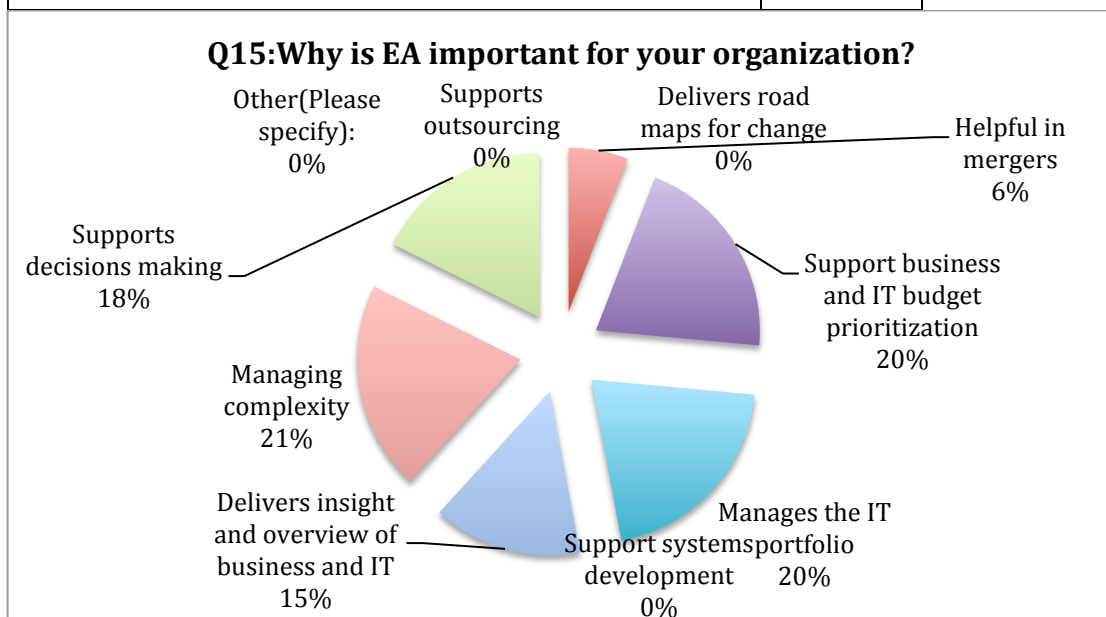 Q15:Why is EA important for your organization?
Other(Please
specify):
0%
Supports
outsourcing
0%
Delivers road
maps for change
0%
Helpful in
mergers
6%
Support business
and IT budget
prioritization
20%
Manages the IT
portfolio
20%
Support systems
development
0%
Delivers insight
and overview of
business and IT
15%
Managing
complexity
21%
Supports
decisions making
18%